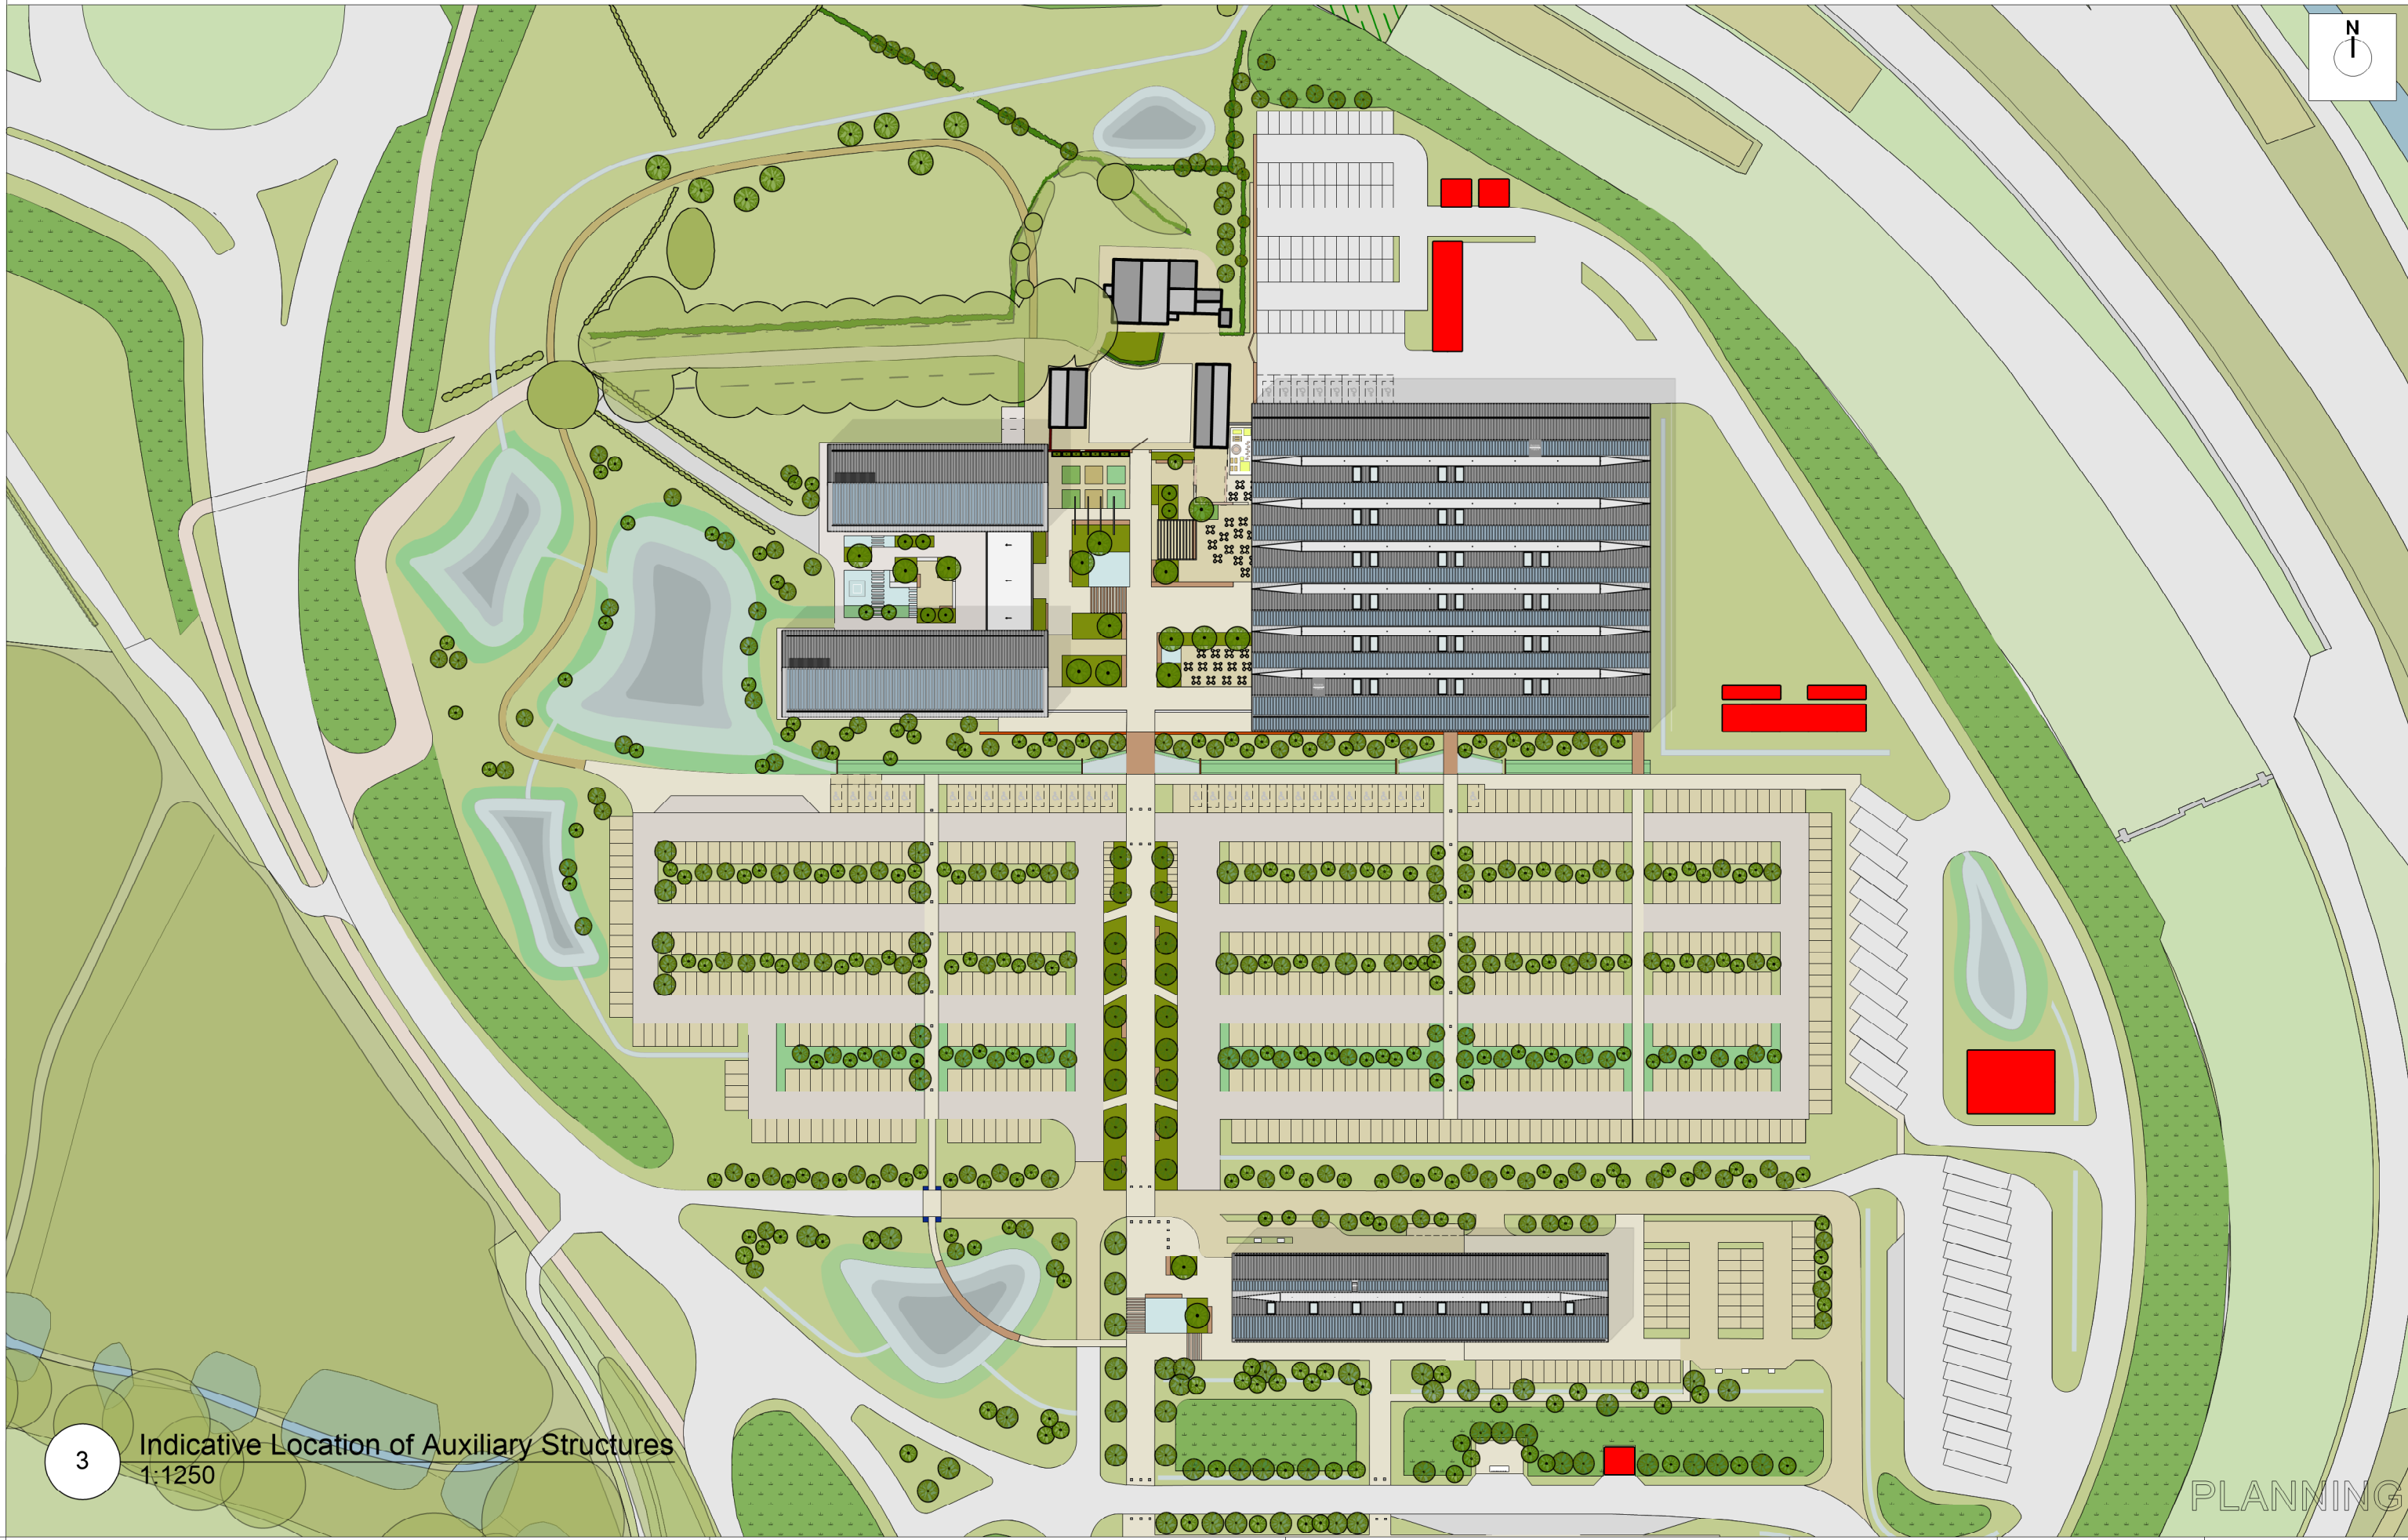 N
3
Indicative Location of Auxiliary Structures
1:1250
PLANNING